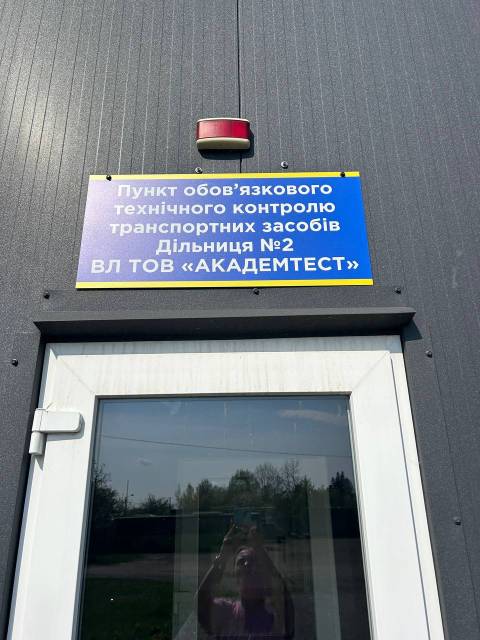 Пункт обов'язкового
технічного контролю
транспортних засобів
Дільниця №2
ВЛ ТОВ «АКАДЕМТЕСТ»